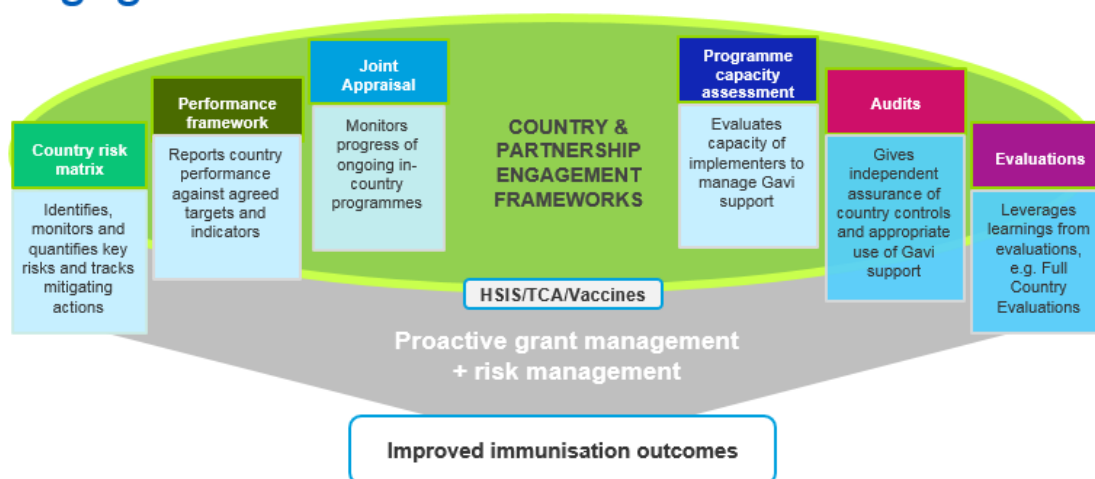 Country risk
matrix
Identifies,
monitors and
quantifies key
risks and tracks
mitigating
actions
Performance
framework
Reports country
performance
against agreed
targets and
indicators
Joint
Appraisal
Monitors
progress of
ongoing in-
country
programmes
COUNTRY &
PARTNERSHIP
ENGAGEMENT
FRAMEWORKS
Programme
capacity
assessment
Evaluates
capacity of
implementers to
manage Gavi
support
Audits
Gives
independent
assurance of
country controls
and appropriate
use of Gavi
support
Evaluations
Leverages
learnings from
evaluations,
e.g. Full
Country
Evaluations
HSIS/TCA/Vaccines
Proactive grant management
+ risk management
Improved immunisation outcomes